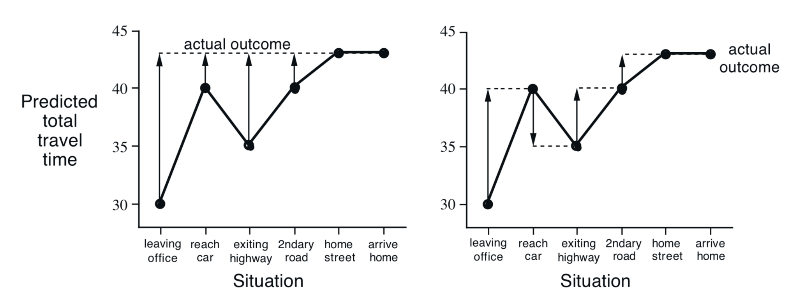 45
actual outcome
40
Predicted
total
travel
time
35
30
leaving
office
reach
car
exiting
highway
2ndary
road
home
street
arrive
home
Situation
45
actual
outcome
40
35
30
leaving
office
reach
car
exiting
highway
2ndary
road
home
street
arrive
home
Situation